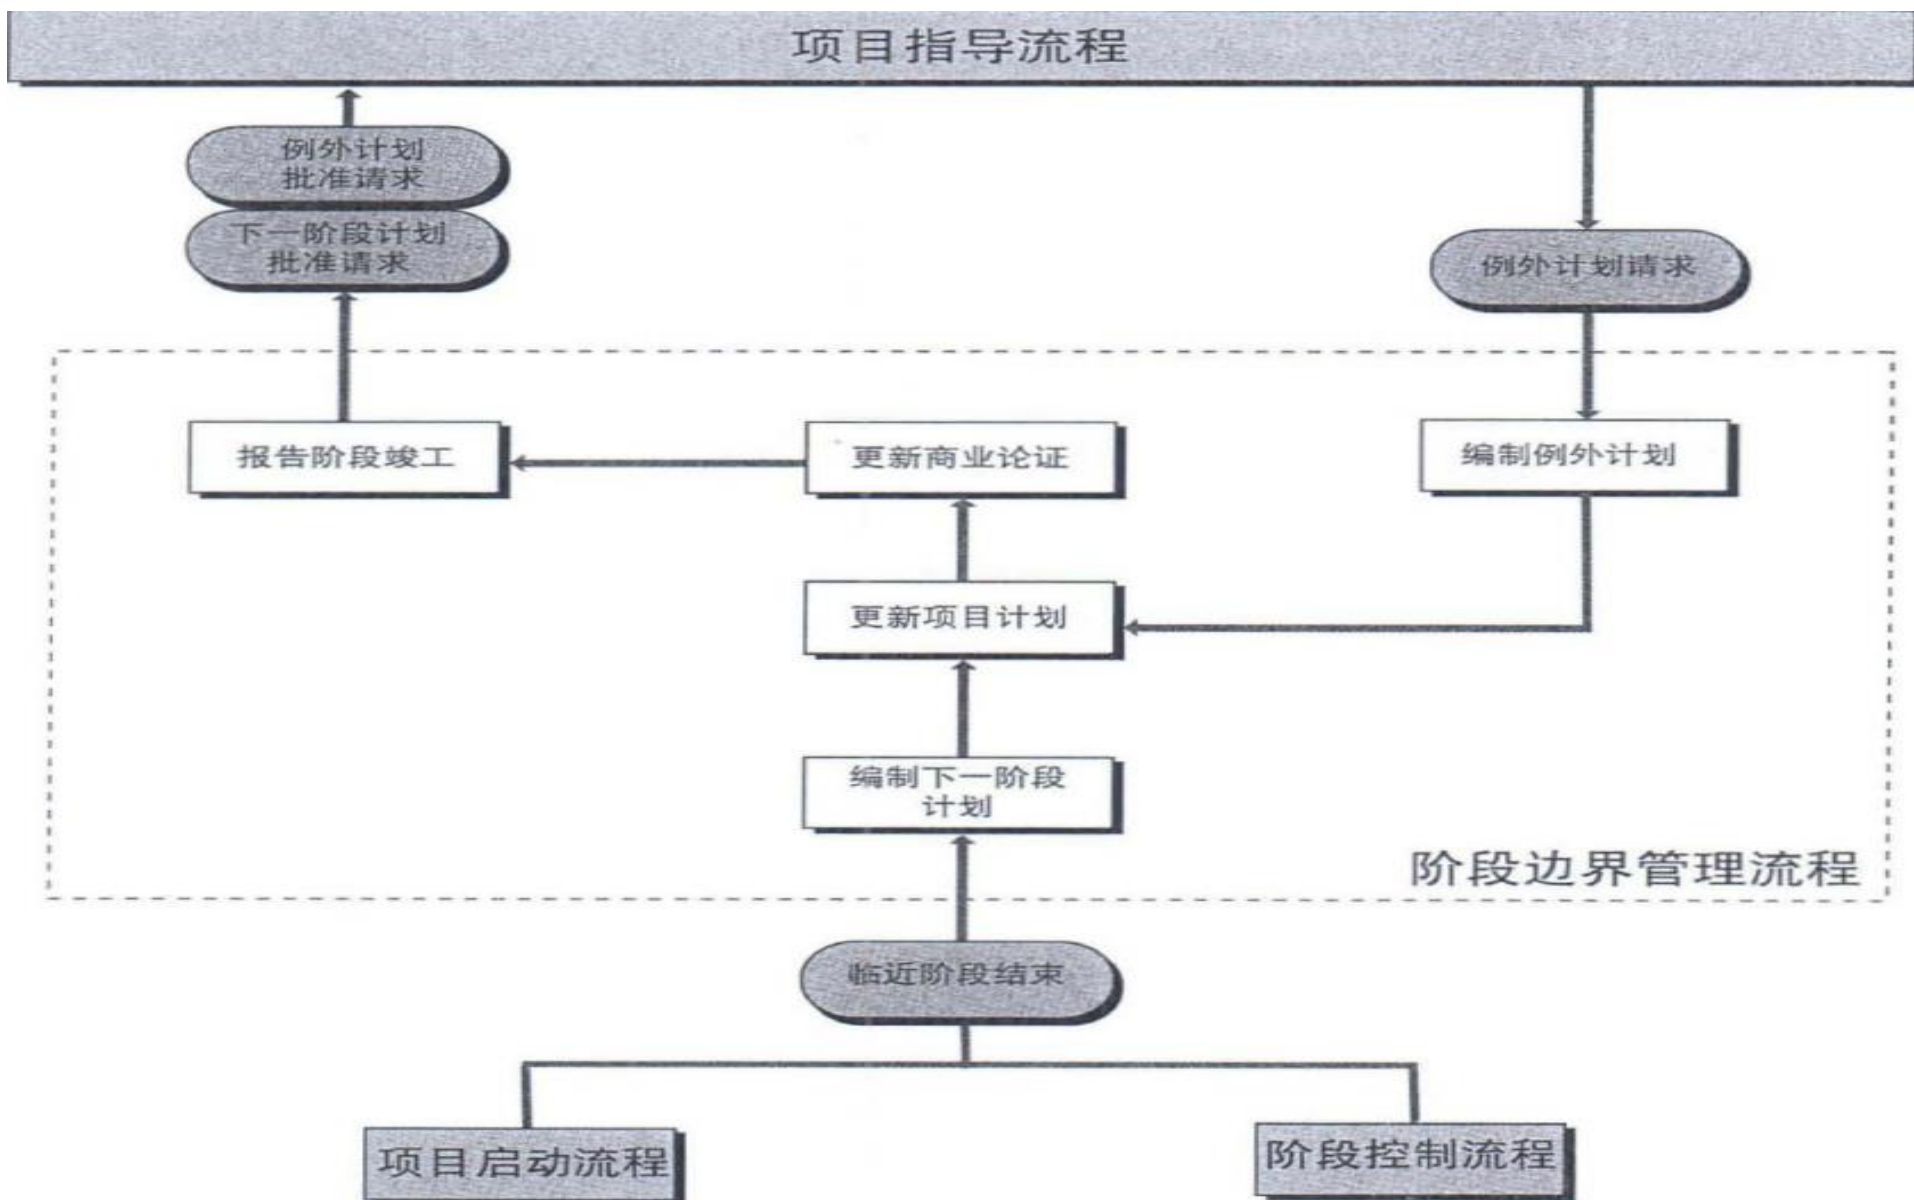 项目指导流程
例外计划
批准请求
下一阶段计划
批准请求
例外计划请求
报告阶段竣工
更新商业论证
编制例外计划
更新项目计划
编制下一阶段
计划
阶段边界管理流程
临近阶段结束
项目启动流程
阶段控制流程